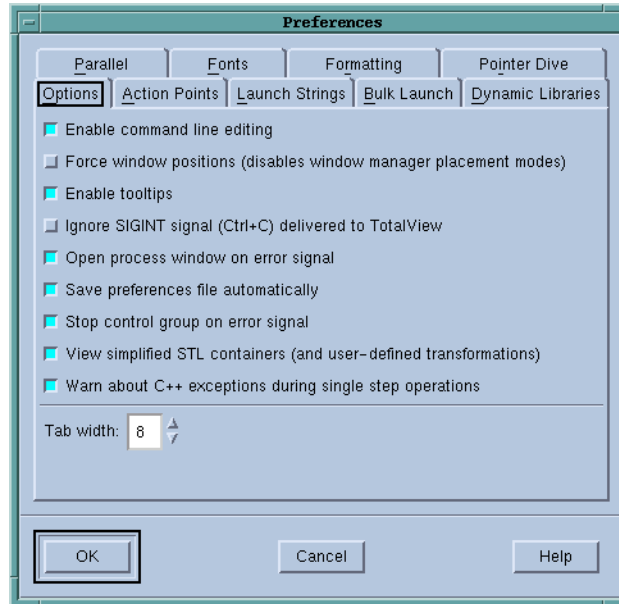 Preferences
Parallel Fonts Formatting Pointer Dive
Options Action Points Launch Strings Bulk Launch Dynamic Libraries
Enable command line editing
Force window positions (disables window manager placement modes)
Enable tooltips
Ignore SIGINT signal (Ctrl+C) delivered to TotalView
Open process window on error signal
Save preferences file automatically
Stop control group on error signal
View simplified STL containers (and user-defined transformations)
Warn about C++ exceptions during single step operations
Tab width: 8
OK Cancel Help